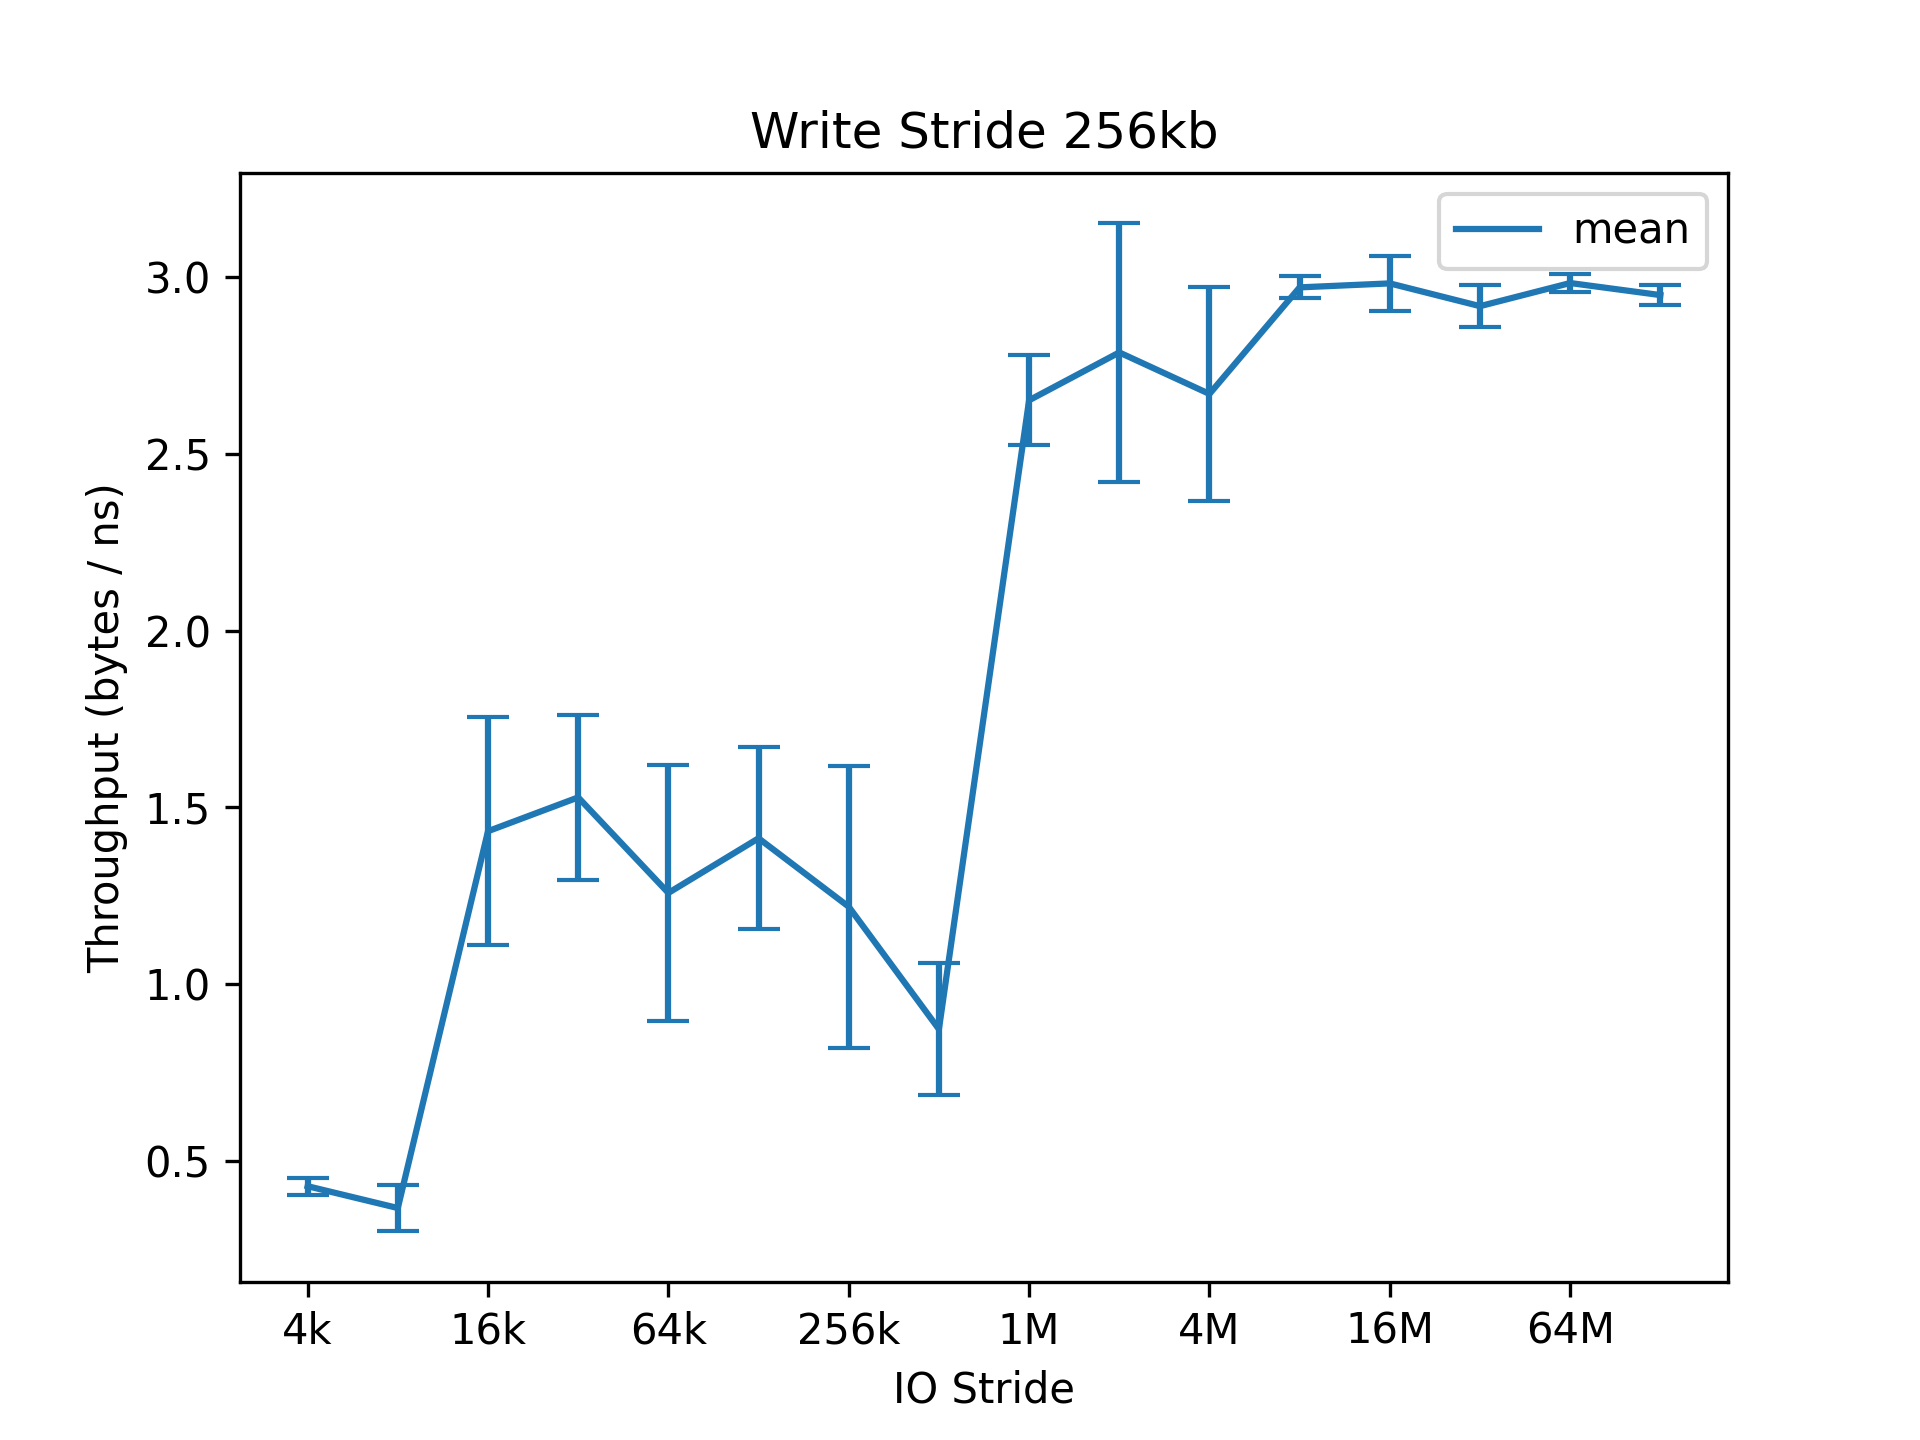 Write Stride 256kb
mean
Throughput (bytes / ns)
3.0
2.5
2.0
1.5
1.0
0.5
4k 16k 64k 256k 1M 4M 16M 64M
IO Stride